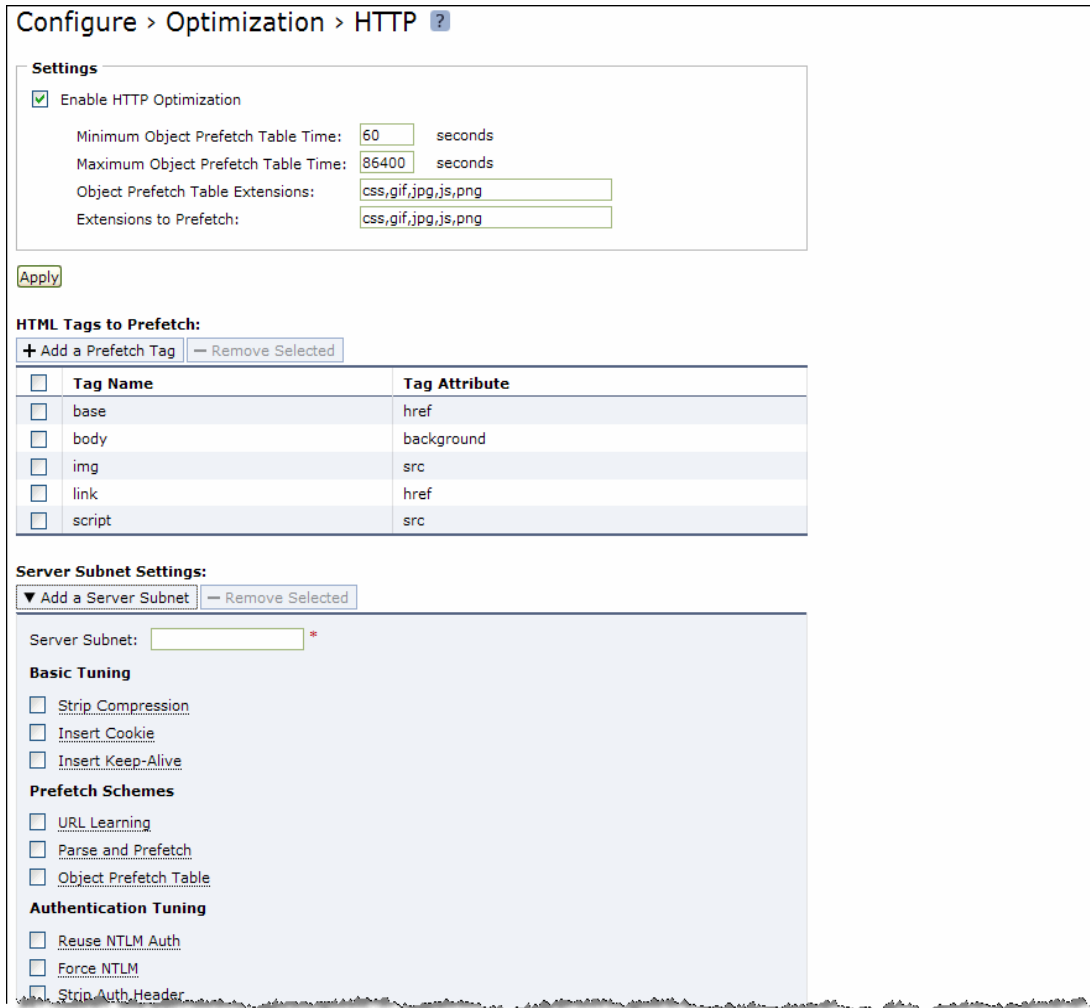 Configure > Optimization > HTTP ?
Settings
Enable HTTP Optimization
Minimum Object Prefetch Table Time: 60 seconds
Maximum Object Prefetch Table Time: 86400 seconds
Object Prefetch Table Extensions: css,gif,jpg,js,png
Extensions to Prefetch: css,gif,jpg,js,png
Apply
HTML Tags to Prefetch:
+ Add a Prefetch Tag — Remove Selected
Tag Name Tag Attribute
base href
body background
img src
link href
script src
Server Subnet Settings:
▼ Add a Server Subnet — Remove Selected
Server Subnet: *
Basic Tuning
Strip Compression
Insert Cookie
Insert Keep-Alive
Prefetch Schemes
URL Learning
Parse and Prefetch
Object Prefetch Table
Authentication Tuning
Reuse NTLM Auth
Force NTLM
Strip Auth Header